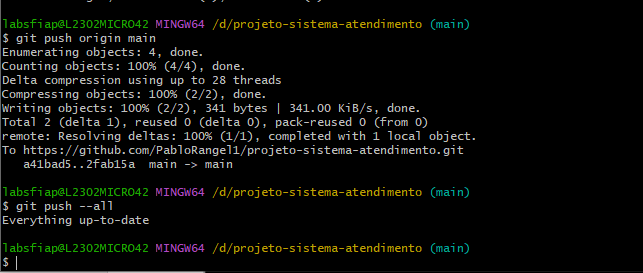 labsfiap@L2302MICRO42 MINGW64 /d/projeto-sistema-atendimento (main)
$ git push origin main
Enumerating objects: 4, done.
Counting objects: 100% (4/4), done.
Delta compression using up to 28 threads
Compressing objects: 100% (2/2), done.
Writing objects: 100% (2/2), 341 bytes | 341.00 KiB/s, done.
Total 2 (delta 1), reused 0 (delta 0), pack-reused 0 (from 0)
remote: Resolving deltas: 100% (1/1), completed with 1 local object.
To https://github.com/PabloRangel1/projeto-sistema-atendimento.git
   a41bad5..2fab15a  main -> main
labsfiap@L2302MICRO42 MINGW64 /d/projeto-sistema-atendimento (main)
$ git push --all
Everything up-to-date
labsfiap@L2302MICRO42 MINGW64 /d/projeto-sistema-atendimento (main)
$